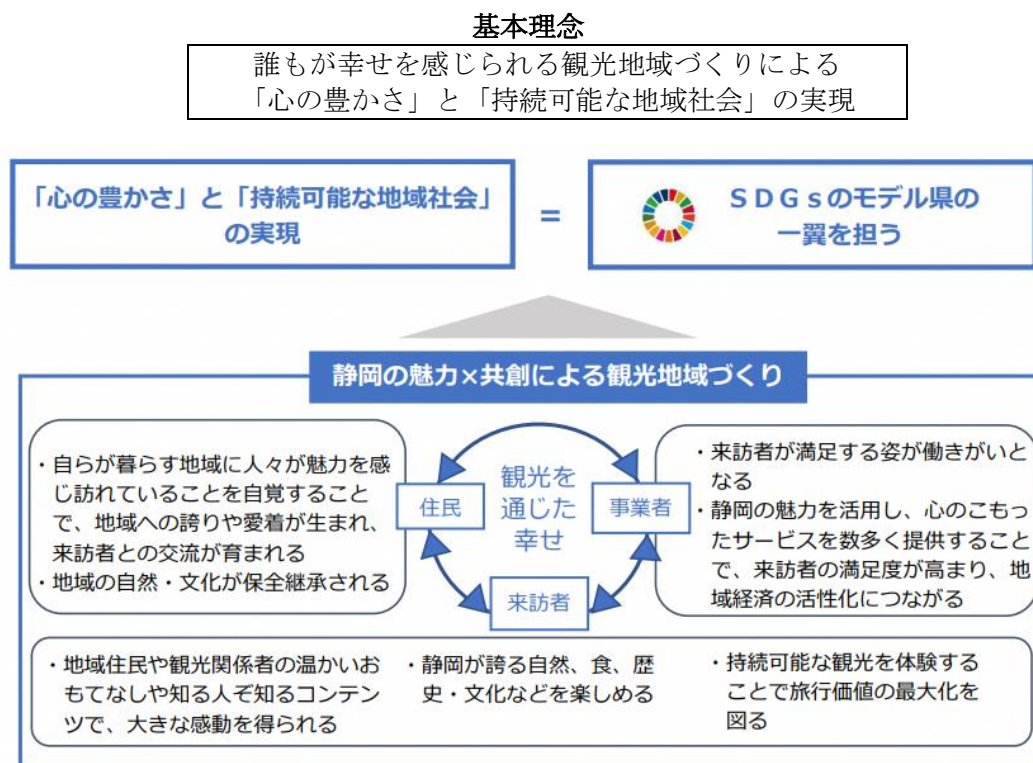 基本理念
誰もが幸せを感じられる観光地域づくりによる
「心の豊かさ」と「持続可能な地域社会」の実現
「心の豊かさ」と「持続可能な地域社会」
の実現
=
SDGsのモデル県の
一翼を担う
静岡の魅力×共創による観光地域づくり
・自らが暮らす地域に人々が魅力を感
じ訪れていることを自覚すること
で、地域への誇りや愛着が生まれ、
来訪者との交流が育まれる
・地域の自然・文化が保全継承される
住民
観光を
通じた
幸せ
事業者
来訪者
・来訪者が満足する姿が働きがいと
なる
・静岡の魅力を活用し、心のこもっ
たサービスを数多く提供すること
で、来訪者の満足度が高まり、地
域経済の活性化につながる
・地域住民や観光関係者の温かいお
もてなしや知る人ぞ知るコンテン
ツで、大きな感動を得られる
・静岡が誇る自然、食、歴
史・文化などを楽しめる
・持続可能な観光を体験する
ことで旅行価値の最大化を
図る